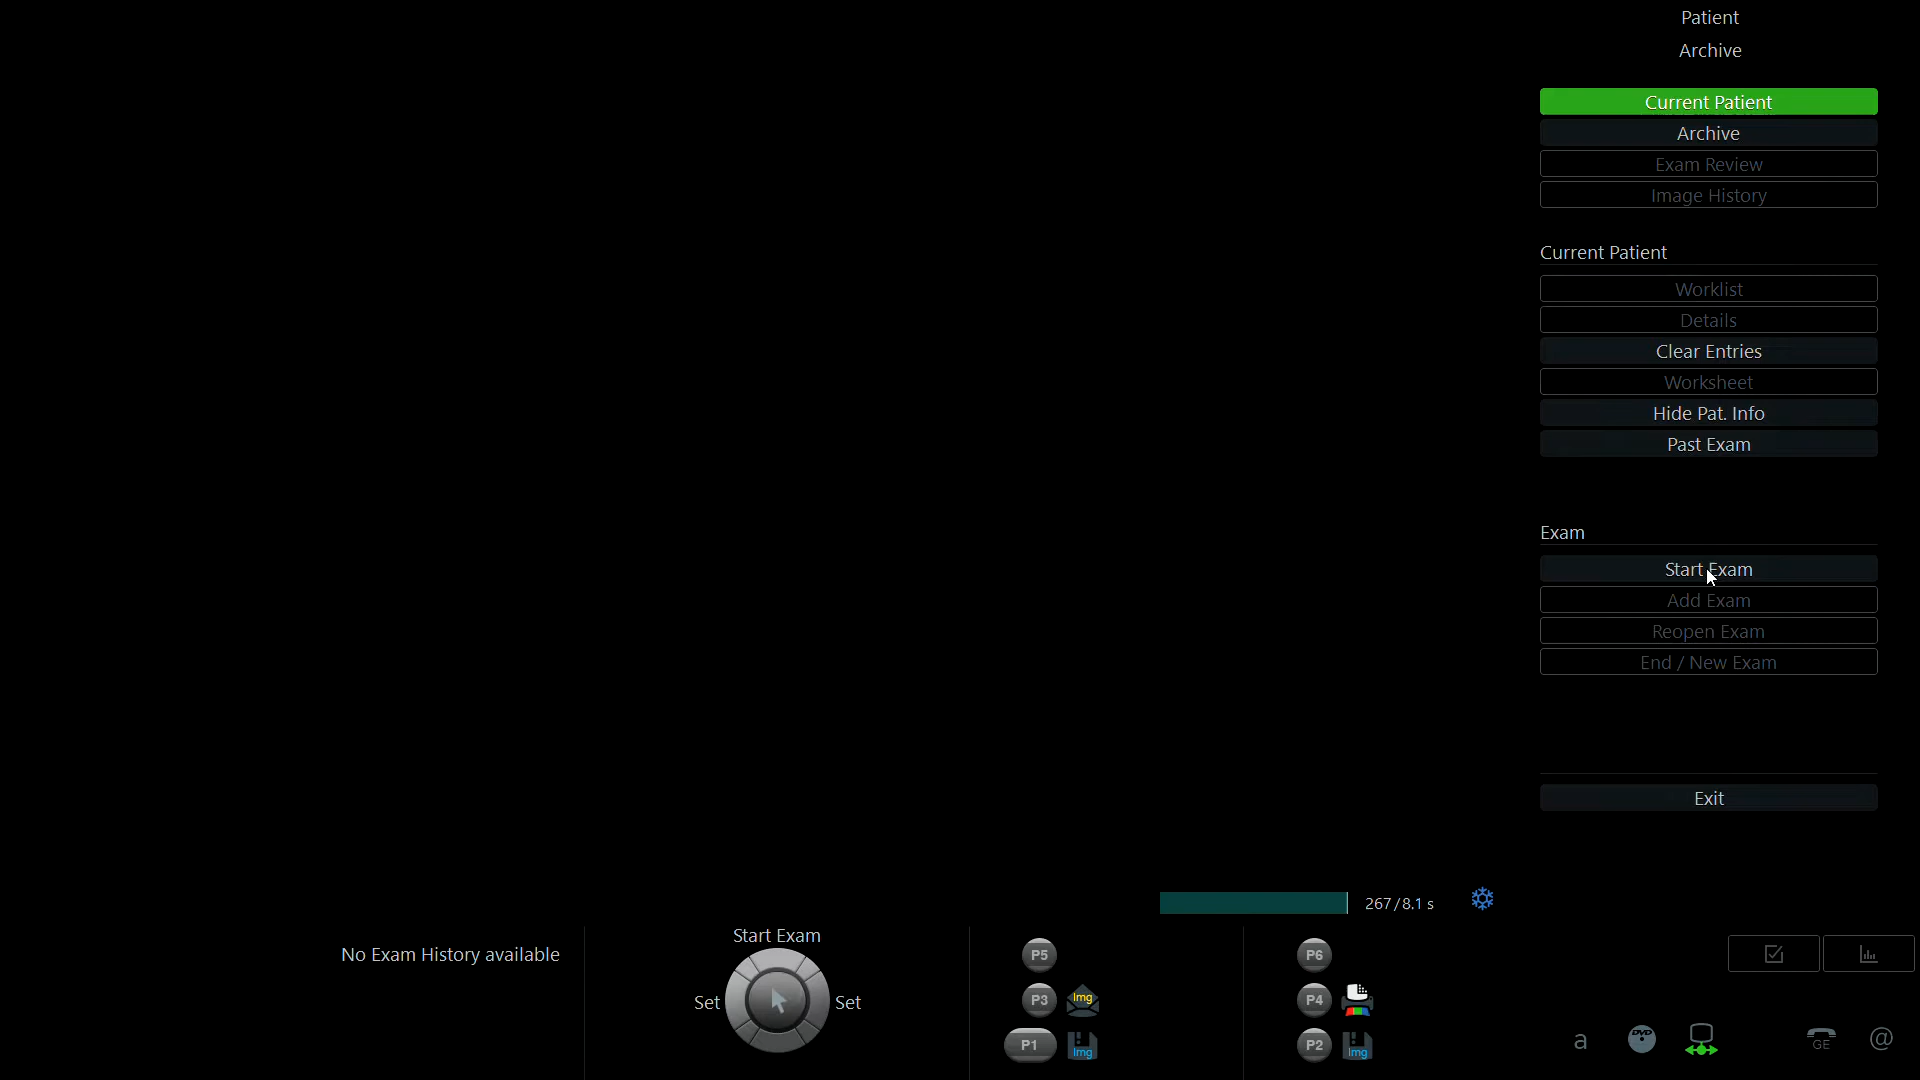 Patient
Archive
Current Patient
Archive
Exam Review
Image History
Current Patient
Worklist
Details
Clear Entries
Worksheet
Hide Pat. Info
Past Exam
Exam
Start Exam
Add Exam
Reopen Exam
End / New Exam
Exit
267/8.1 s
No Exam History available
Start Exam
Set
Set
P5
P3
Img
P1
Img
P6
P4
P2
Img
a
DVD
GE
@